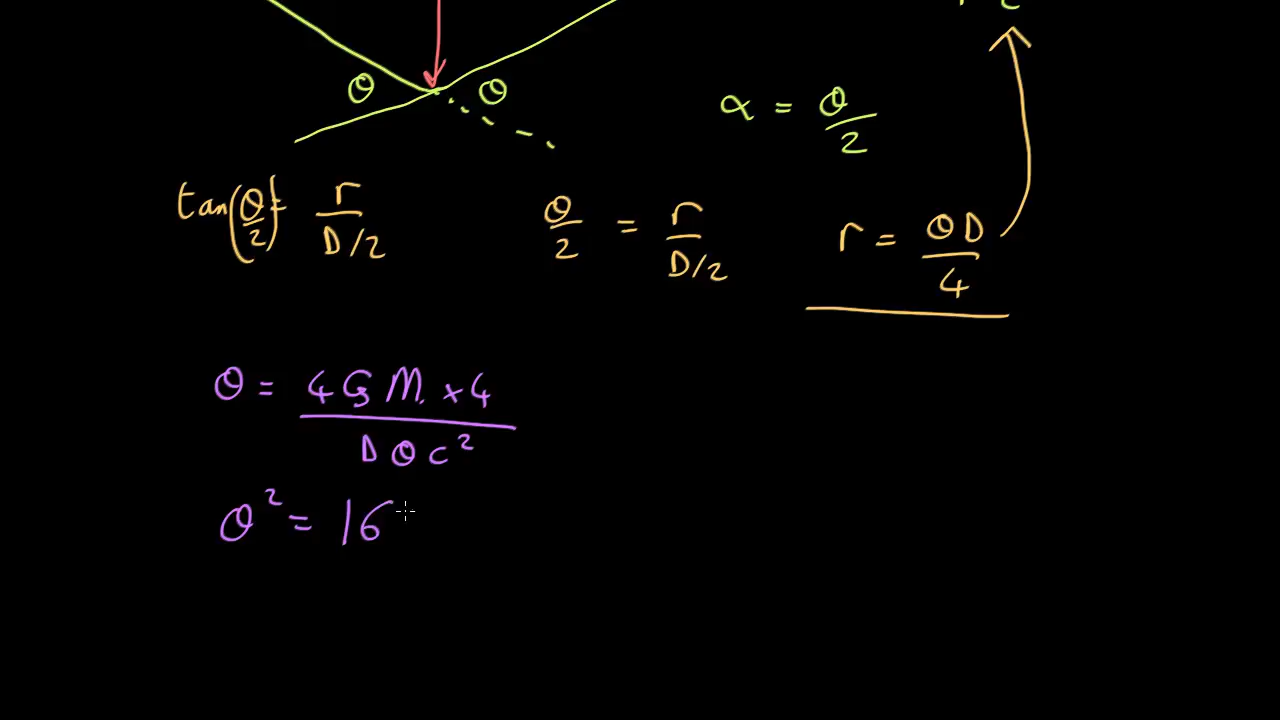 θ θ
α = θ/2
tan(θ/2) = r/D/2
θ/2 = r/D/2
r = θD/4
θ = 4GM×4/Dθc²
θ² = 16